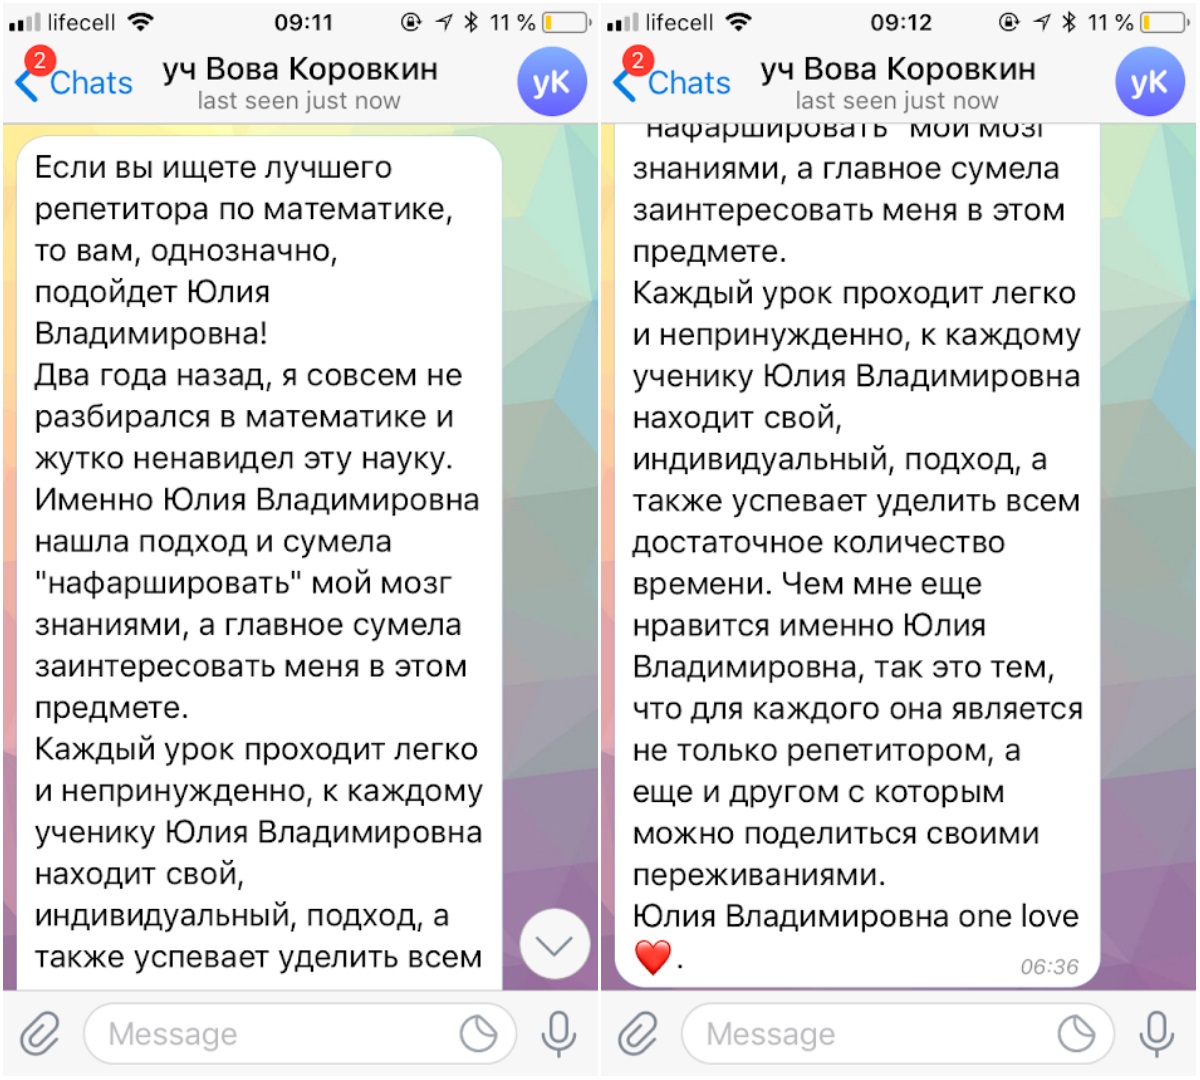 lifecell 09:11 11 %
2
Chats
уч Вова Коровкин
last seen just now
уК
Если вы ищете лучшего
репетитора по математике,
то вам, однозначно,
подойдет Юлия
Владимировна!
Два года назад, я совсем не
разбирался в математике и
жутко ненавидел эту науку.
Именно Юлия Владимировна
нашла подход и сумела
"нафаршировать" мой мозг
знаниями, а главное сумела
заинтересовать меня в этом
предмете.
Каждый урок проходит легко
и непринужденно, к каждому
ученику Юлия Владимировна
находит свой,
индивидуальный, подход, а
также успевает уделить всем
Message
lifecell 09:12 11 %
2
Chats
уч Вова Коровкин
last seen just now
уК
"нафаршировать" мой мозг
знаниями, а главное сумела
заинтересовать меня в этом
предмете.
Каждый урок проходит легко
и непринужденно, к каждому
ученику Юлия Владимировна
находит свой,
индивидуальный, подход, а
также успевает уделить всем
достаточное количество
времени. Чем мне еще
нравится именно Юлия
Владимировна, так это тем,
что для каждого она является
не только репетитором, а
еще и другом с которым
можно поделиться своими
переживаниями.
Юлия Владимировна one love
❤️.
06:36
Message